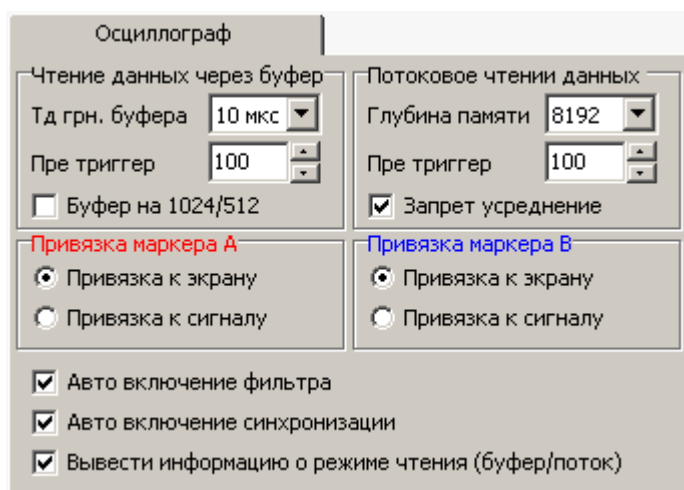 Осциллограф
Чтение данных через буфер
Тд грн. буфера 10 мкс
Пре триггер 100
Буфер на 1024/512
Потоковое чтении данных
Глубина памяти 8192
Пре триггер 100
Запрет усреднение
Привязка маркера А
Привязка к экрану
Привязка к сигналу
Привязка маркера В
Привязка к экрану
Привязка к сигналу
Авто включение фильтра
Авто включение синхронизации
Вывести информацию о режиме чтения (буфер/поток)